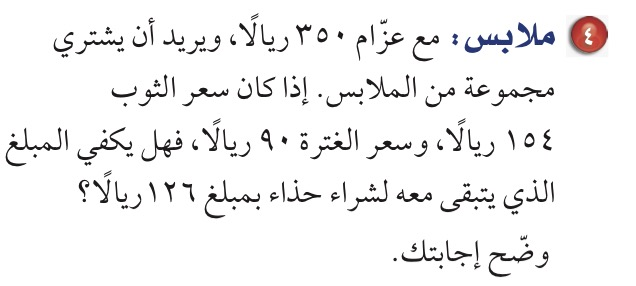 ٤ ملابس: مع عزّام ٣٥٠ ريالًا، ويريد أن يشتري
مجموعة من الملابس. إذا كان سعر الثوب
١٥٤ ريالًا، وسعر الغترة ٩٠ ريالًا، فهل يكفي المبلغ
الذي يتبقى معه لشراء حذاء بمبلغ ١٢٦ ريالًا؟
وضّح إجابتك.